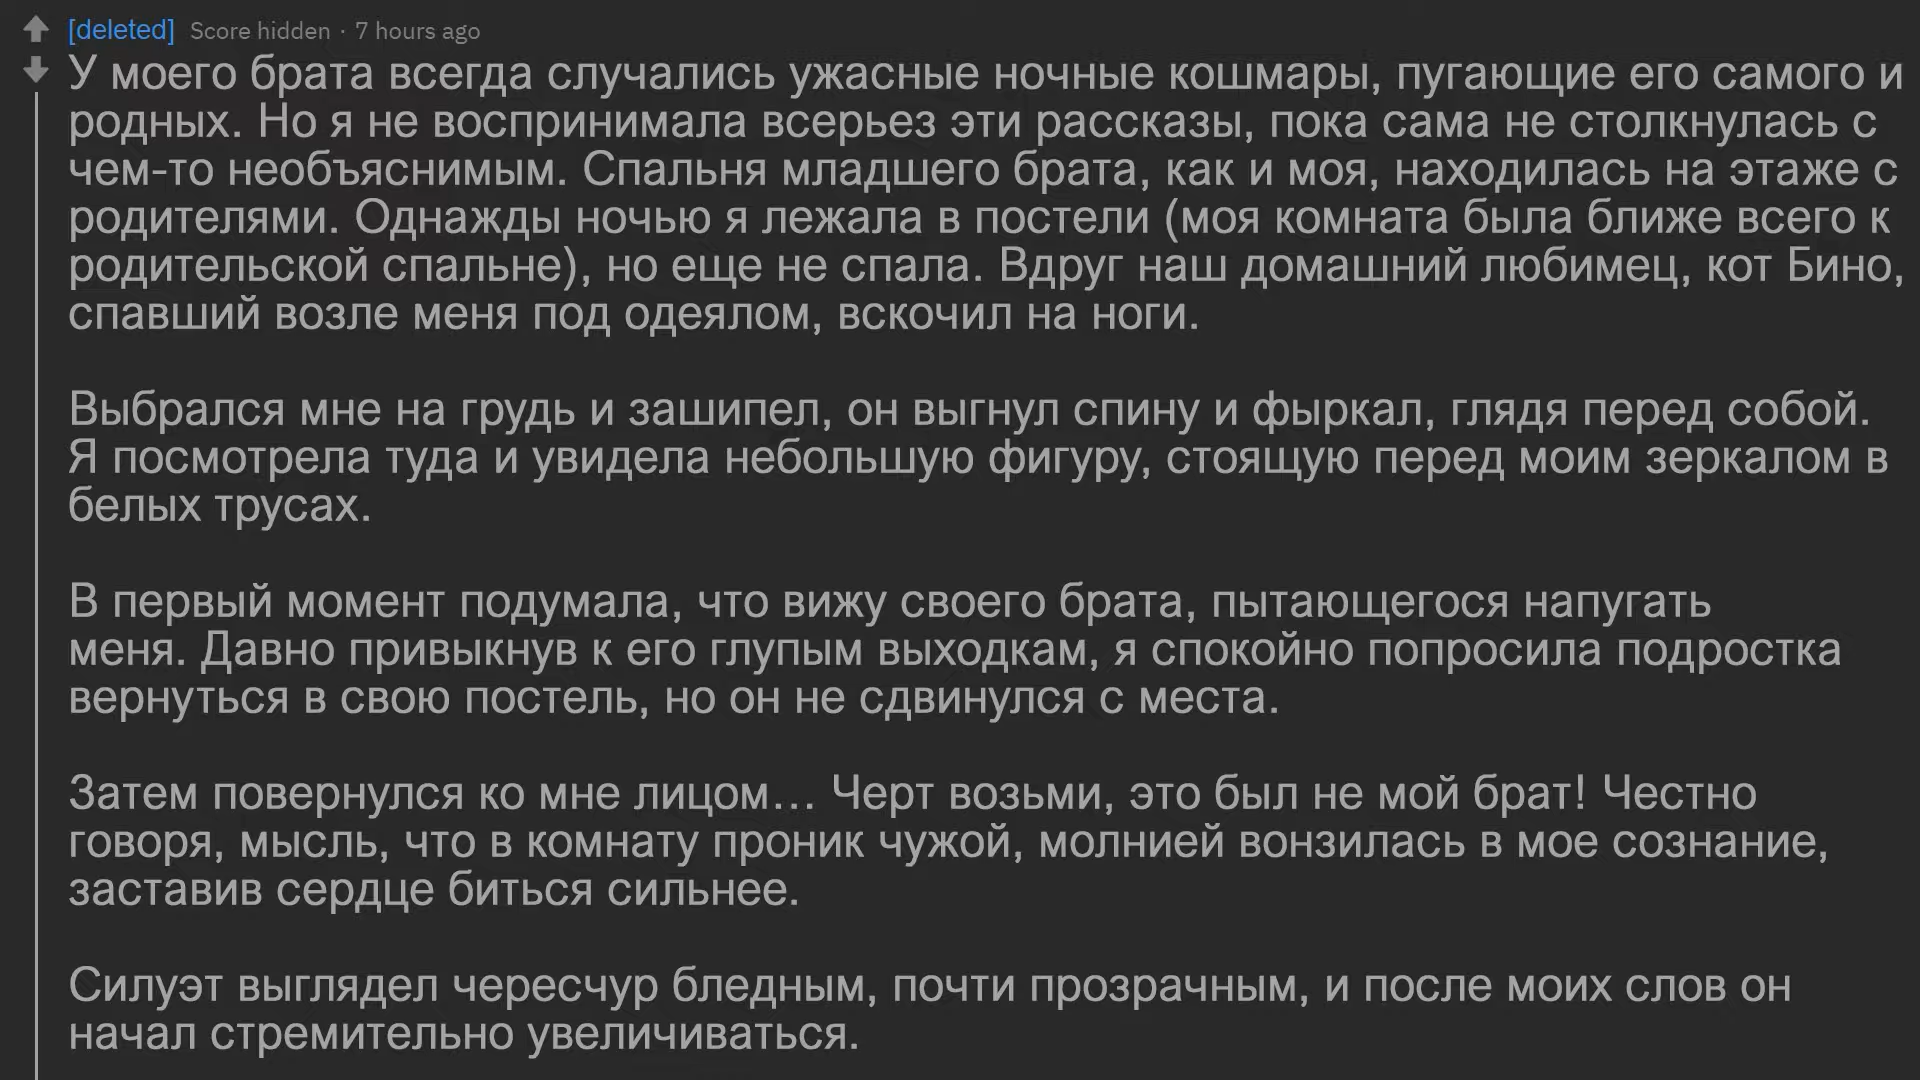 [deleted] Score hidden · 7 hours ago
У моего брата всегда случались ужасные ночные кошмары, пугающие его самого и
родных. Но я не воспринимала всерьез эти рассказы, пока сама не столкнулась с
чем-то необъяснимым. Спальня младшего брата, как и моя, находилась на этаже с
родителями. Однажды ночью я лежала в постели (моя комната была ближе всего к
родительской спальне), но еще не спала. Вдруг наш домашний любимец, кот Бино,
спавший возле меня под одеялом, вскочил на ноги.
Выбрался мне на грудь и зашипел, он выгнул спину и фыркал, глядя перед собой.
Я посмотрела туда и увидела небольшую фигуру, стоящую перед моим зеркалом в
белых трусах.
В первый момент подумала, что вижу своего брата, пытающегося напугать
меня. Давно привыкнув к его глупым выходкам, я спокойно попросила подростка
вернуться в свою постель, но он не сдвинулся с места.
Затем повернулся ко мне лицом… Черт возьми, это был не мой брат! Честно
говоря, мысль, что в комнату проник чужой, молнией вонзилась в мое сознание,
заставив сердце биться сильнее.
Силуэт выглядел чересчур бледным, почти прозрачным, и после моих слов он
начал стремительно увеличиваться.